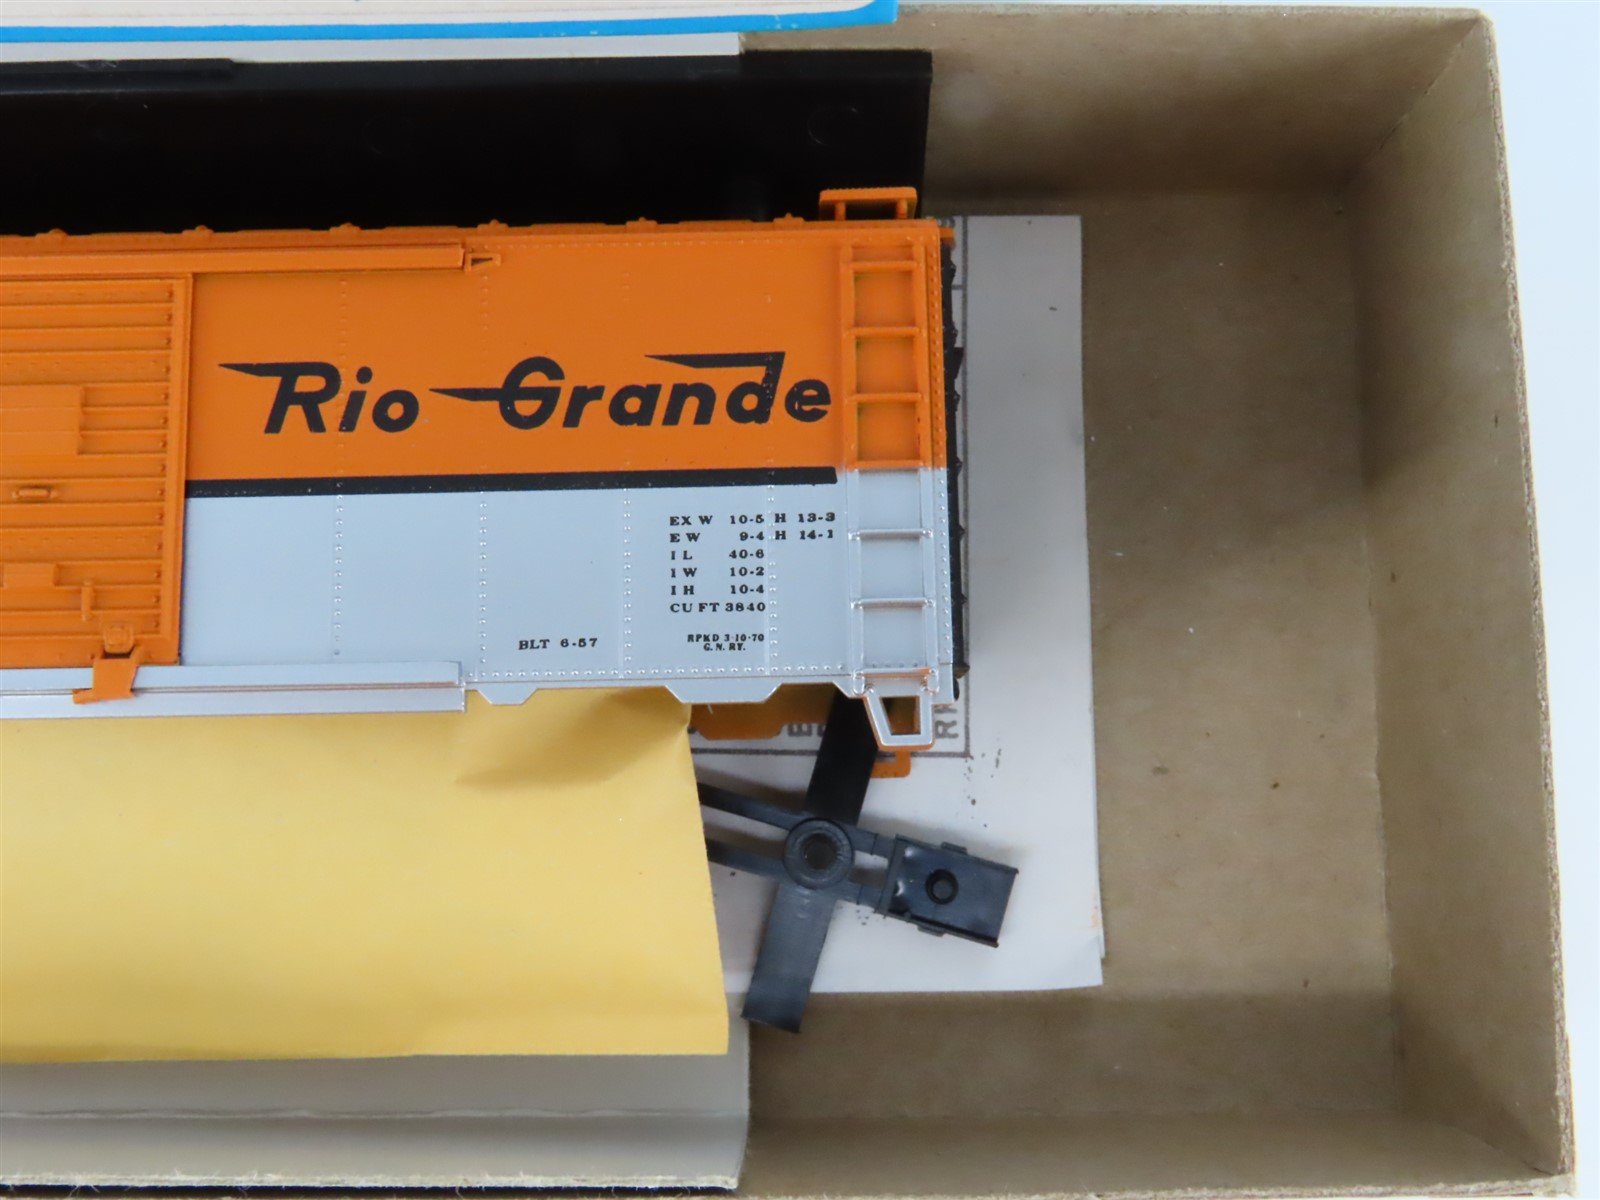 Rio Grande
EX W 10-5 H 13-3
E W 9-4 H 14-1
I L 40-6
I W 10-2
I H 10-4
CU FT 3840
BLT 6-57
RPKD 3-10-70
G. N. RY.